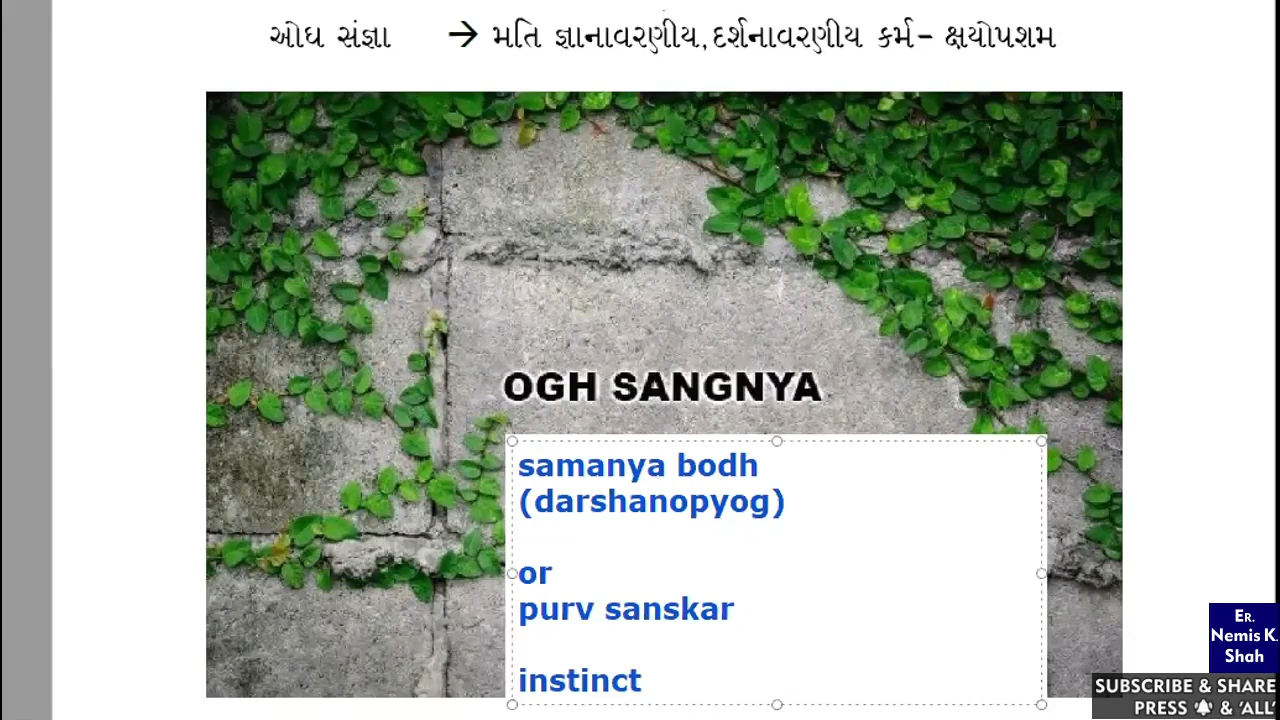 ઓઘ સંજ્ઞા → મતિ જ્ઞાનાવરણીય, દર્શનાવરણીય કર્મ - ક્ષયોપશમ
OGH SANGNYA
samanya bodh
(darshanopyog)
or
purv sanskar
instinct
ER.
Nemis K.
Shah
SUBSCRIBE & SHARE
PRESS 🔔 & 'ALL'